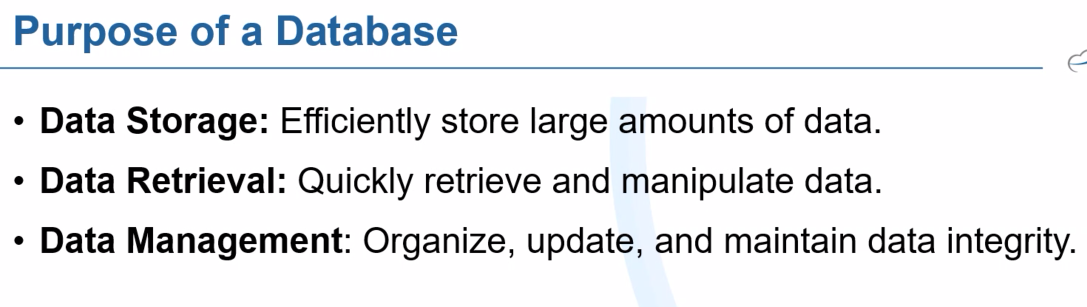 Purpose of a Database
• Data Storage: Efficiently store large amounts of data.
• Data Retrieval: Quickly retrieve and manipulate data.
• Data Management: Organize, update, and maintain data integrity.